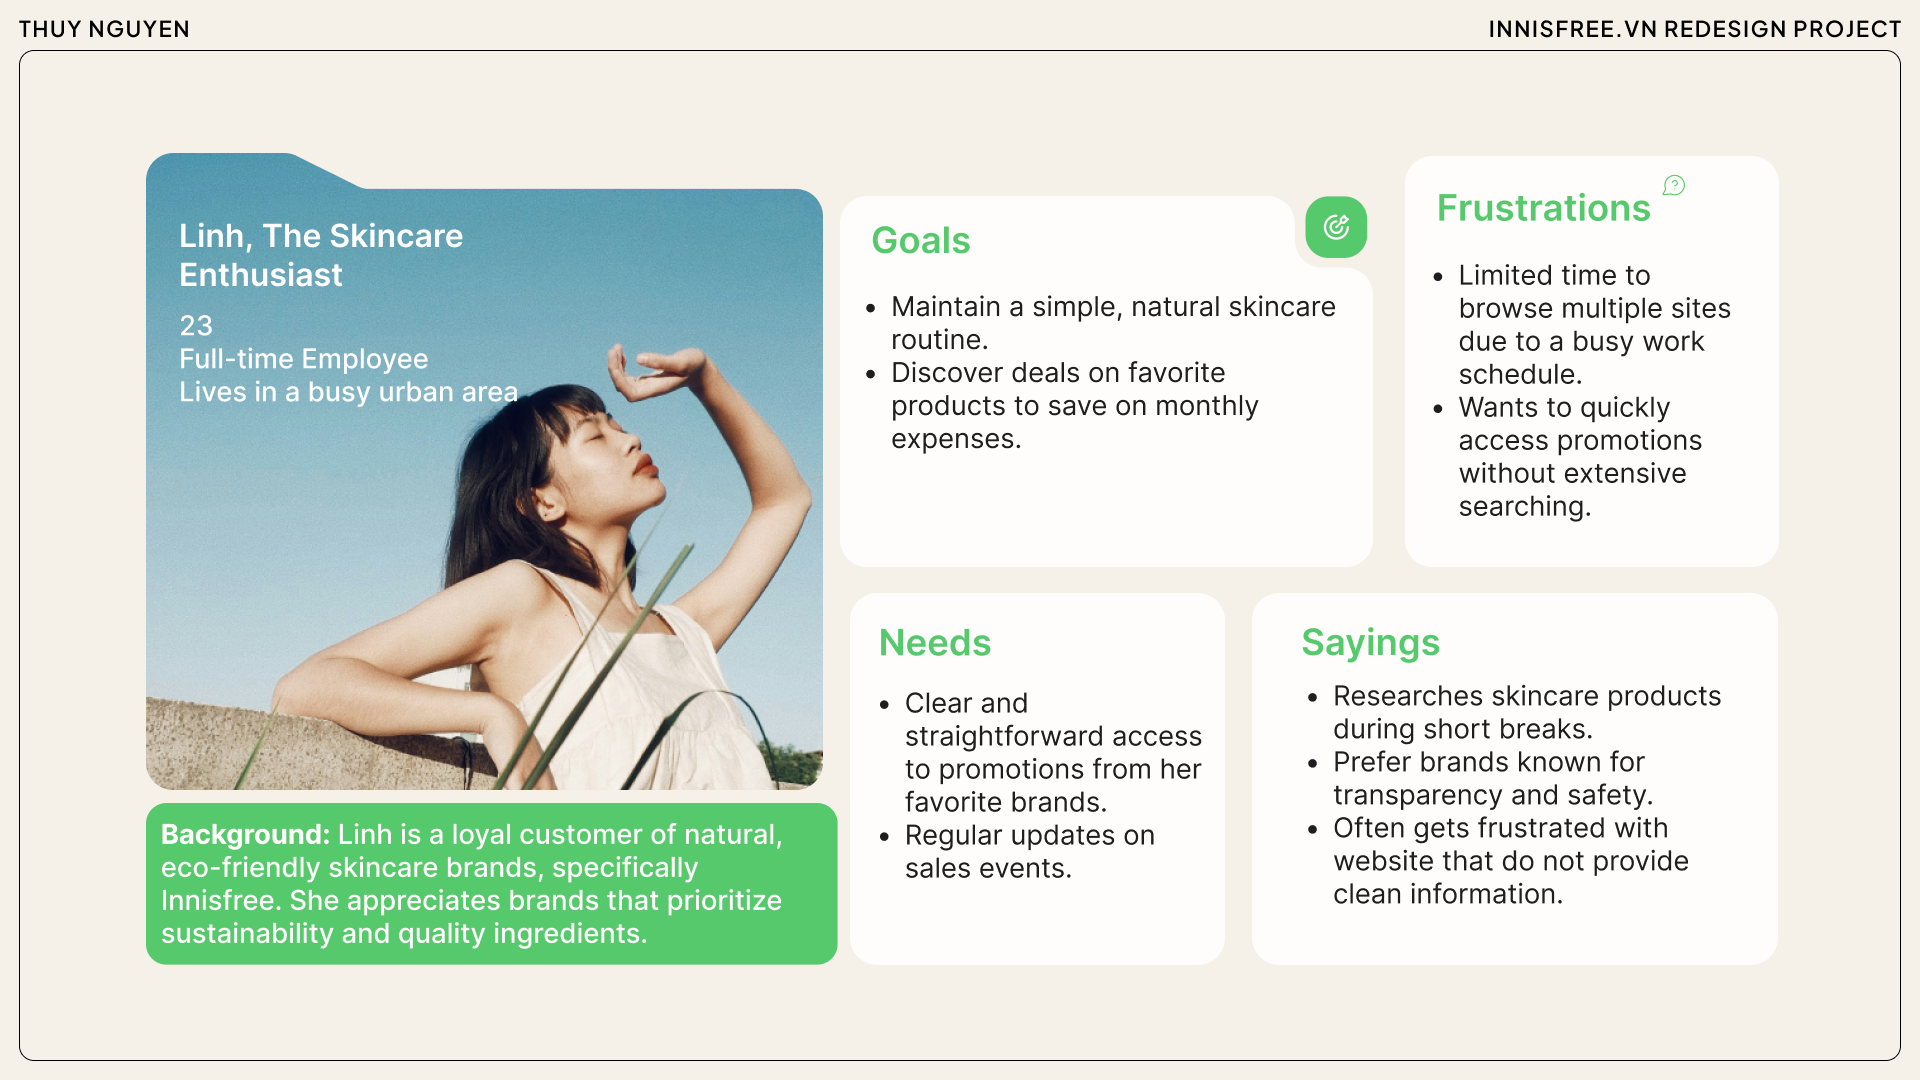 THUY NGUYEN
INNISFREE.VN REDESIGN PROJECT
Linh, The Skincare
Enthusiast
23
Full-time Employee
Lives in a busy urban area
Background: Linh is a loyal customer of natural,
eco-friendly skincare brands, specifically
Innisfree. She appreciates brands that prioritize
sustainability and quality ingredients.
Goals
• Maintain a simple, natural skincare
routine.
• Discover deals on favorite
products to save on monthly
expenses.
Frustrations
• Limited time to
browse multiple sites
due to a busy work
schedule.
• Wants to quickly
access promotions
without extensive
searching.
Needs
• Clear and
straightforward access
to promotions from her
favorite brands.
• Regular updates on
sales events.
Sayings
• Researches skincare products
during short breaks.
• Prefer brands known for
transparency and safety.
• Often gets frustrated with
website that do not provide
clean information.